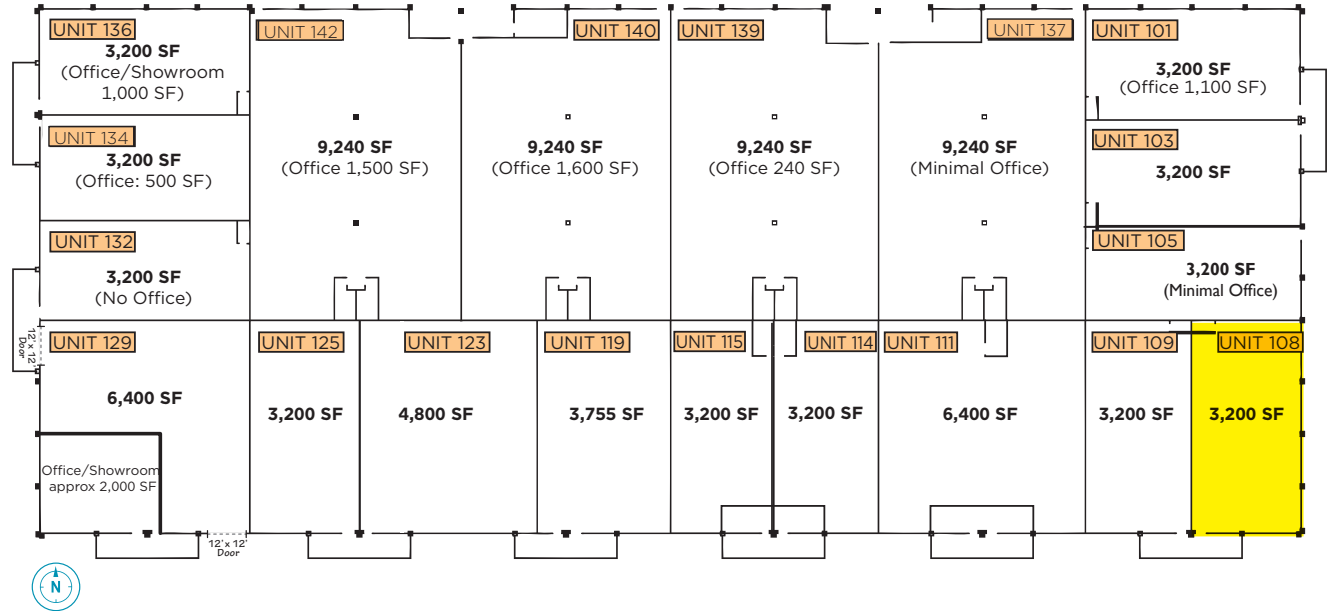 UNIT 136
3,200 SF
(Office/Showroom
1,000 SF)
UNIT 142
9,240 SF
(Office 1,500 SF)
UNIT 140
9,240 SF
(Office 1,600 SF)
UNIT 139
9,240 SF
(Office 240 SF)
UNIT 137
9,240 SF
(Minimal Office)
UNIT 101
3,200 SF
(Office 1,100 SF)
UNIT 134
3,200 SF
(Office: 500 SF)
UNIT 103
3,200 SF
UNIT 132
3,200 SF
(No Office)
UNIT 105
3,200 SF
(Minimal Office)
12' x 12'
Door
UNIT 129
6,400 SF
Office/Showroom
approx 2,000 SF
12'x 12'
Door
UNIT 125
3,200 SF
UNIT 123
4,800 SF
UNIT 119
3,755 SF
UNIT 115
3,200 SF
UNIT 114
3,200 SF
UNIT 111
6,400 SF
UNIT 109
3,200 SF
UNIT 108
3,200 SF
N